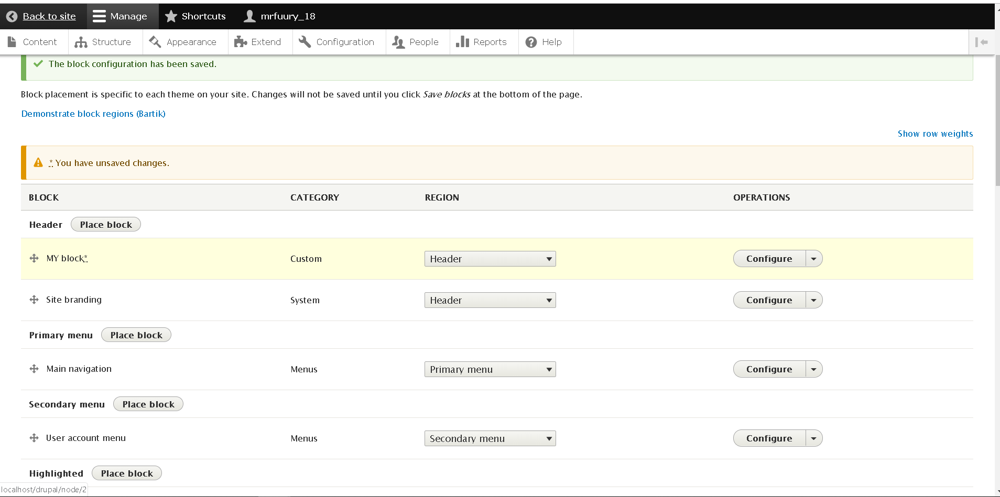 Back to site Manage Shortcuts mrfuury_18
Content Structure Appearance Extend Configuration People Reports Help
The block configuration has been saved.
Block placement is specific to each theme on your site. Changes will not be saved until you click Save blocks at the bottom of the page.
Demonstrate block regions (Bartik)
Show row weights
* You have unsaved changes.
BLOCK CATEGORY REGION OPERATIONS
Header Place block
MY block* Custom Header Configure
Site branding System Header Configure
Primary menu Place block
Main navigation Menus Primary menu Configure
Secondary menu Place block
User account menu Menus Secondary menu Configure
Highlighted Place block
localhost/drupal/node/2